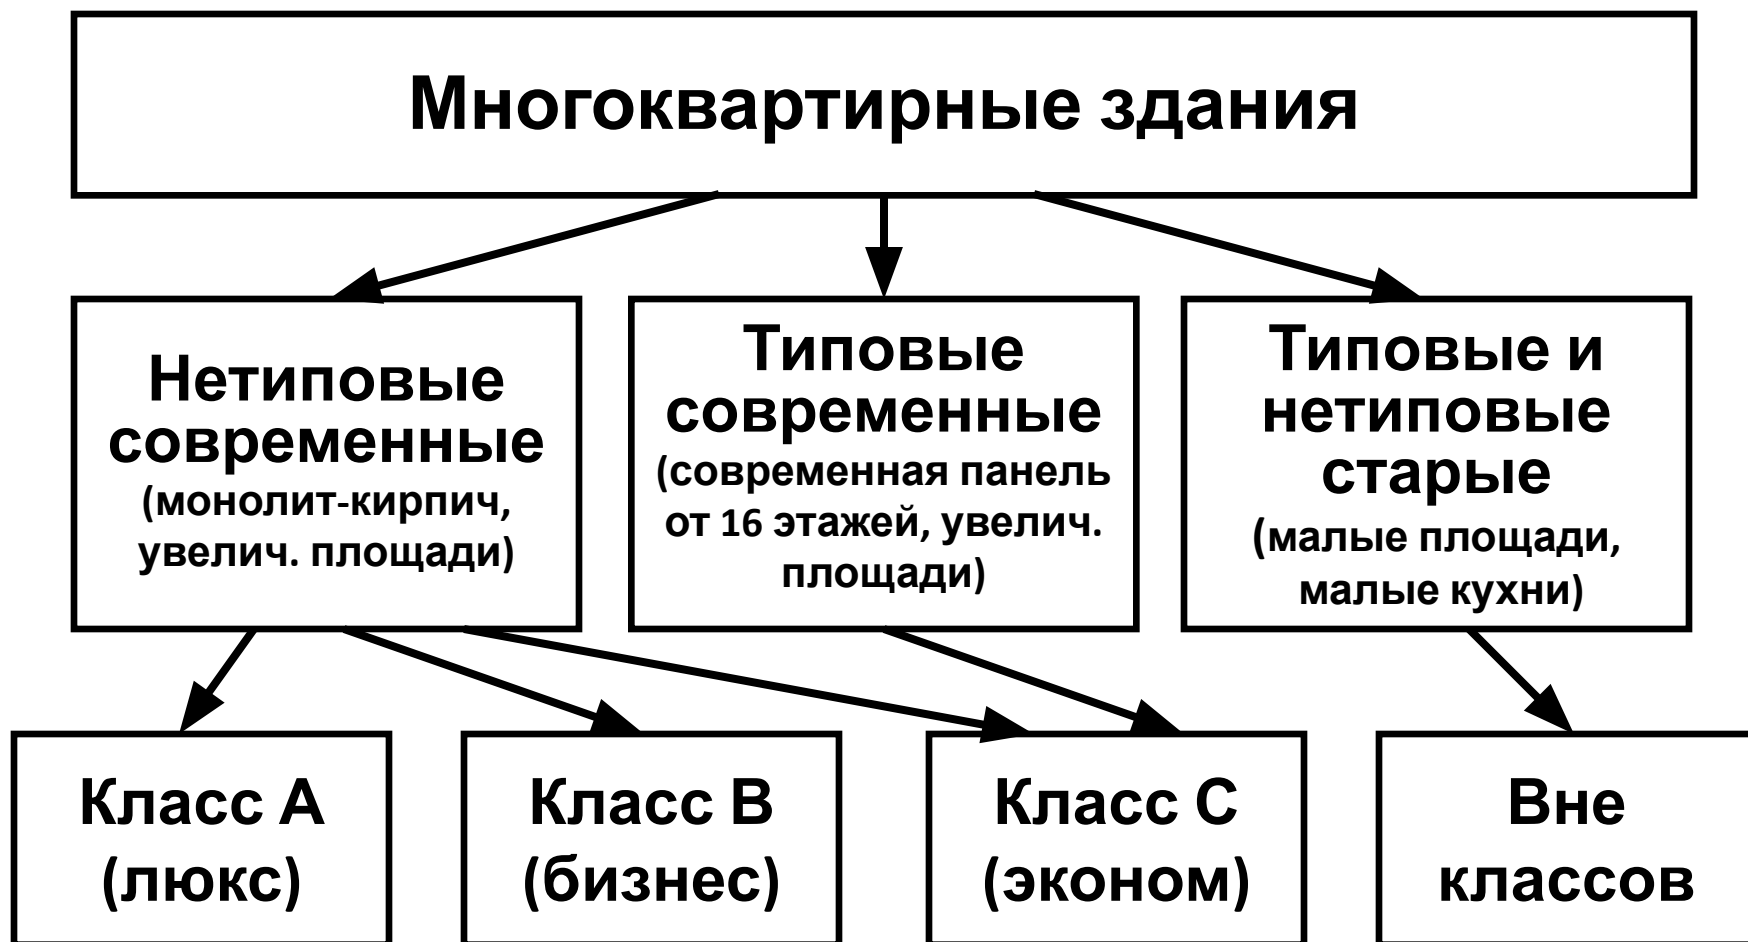 Многоквартирные здания
Нетиповые
современные
(монолит-кирпич,
увелич. площади)
Типовые
современные
(современная панель
от 16 этажей, увелич.
площади)
Типовые и
нетиповые
старые
(малые площади,
малые кухни)
Класс А
(люкс)
Класс В
(бизнес)
Класс С
(эконом)
Вне
классов